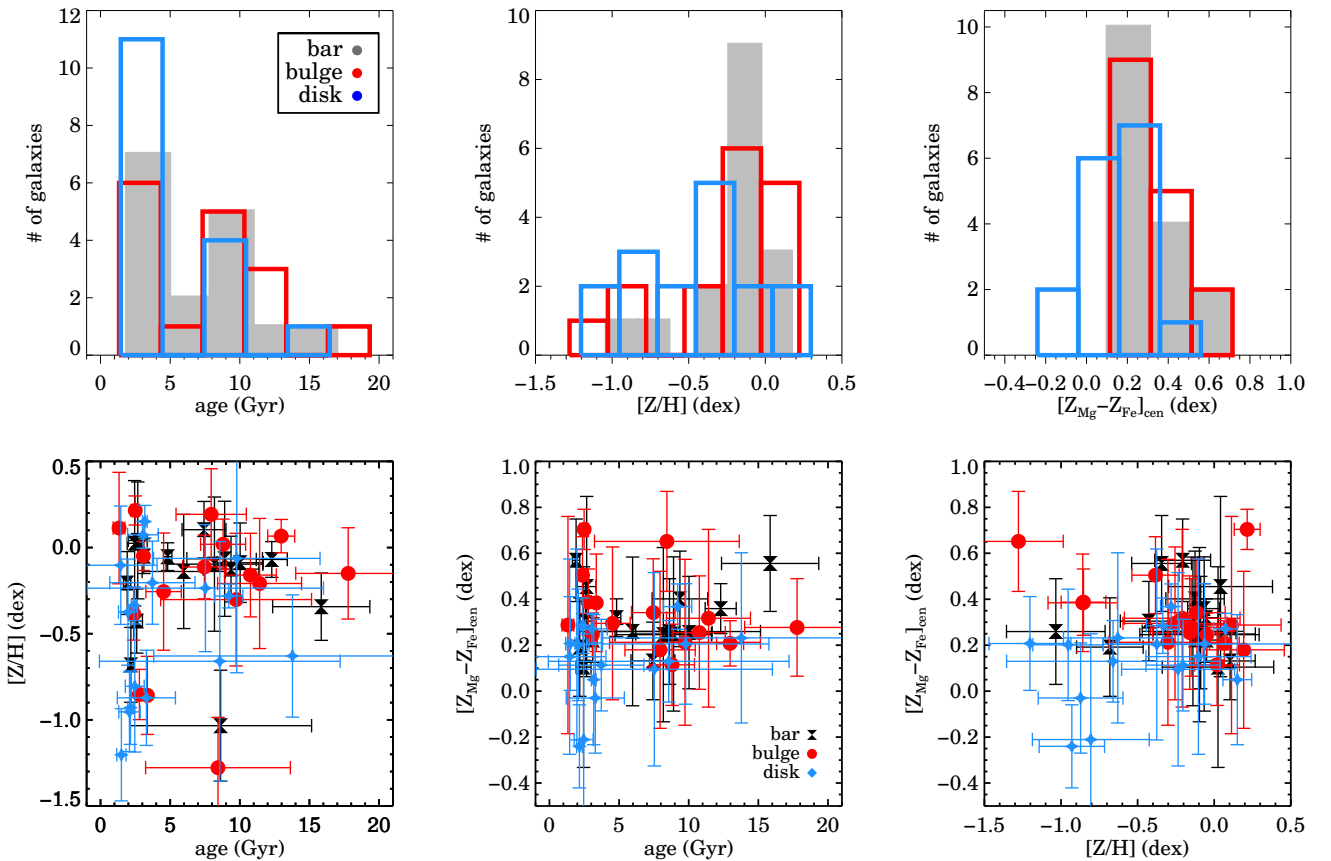 12
10
8
6
4
2
0
# of galaxies
0 5 10 15 20
age (Gyr)
bar
bulge
disk
10
8
6
4
2
0
# of galaxies
−1.0 −0.5 0.0 0.5
[Z/H] (dex)
10
8
6
4
2
0
# of galaxies
−0.4 −0.2 0.0 0.2 0.4 0.6 0.8 1.0
[Z_Mg−Z_Fe]_cen (dex)
0.5
0.0
−0.5
−1.0
−1.5
[Z/H] (dex)
0 5 10 15 20
age (Gyr)
1.0
0.8
0.6
0.4
0.2
0.0
−0.2
−0.4
[Z_Mg−Z_Fe]_cen (dex)
0 5 10 15 20
age (Gyr)
bar
bulge
disk
1.0
0.8
0.6
0.4
0.2
0.0
−0.2
−0.4
[Z_Mg−Z_Fe]_cen (dex)
−1.5 −1.0 −0.5 0.0 0.5
[Z/H] (dex)